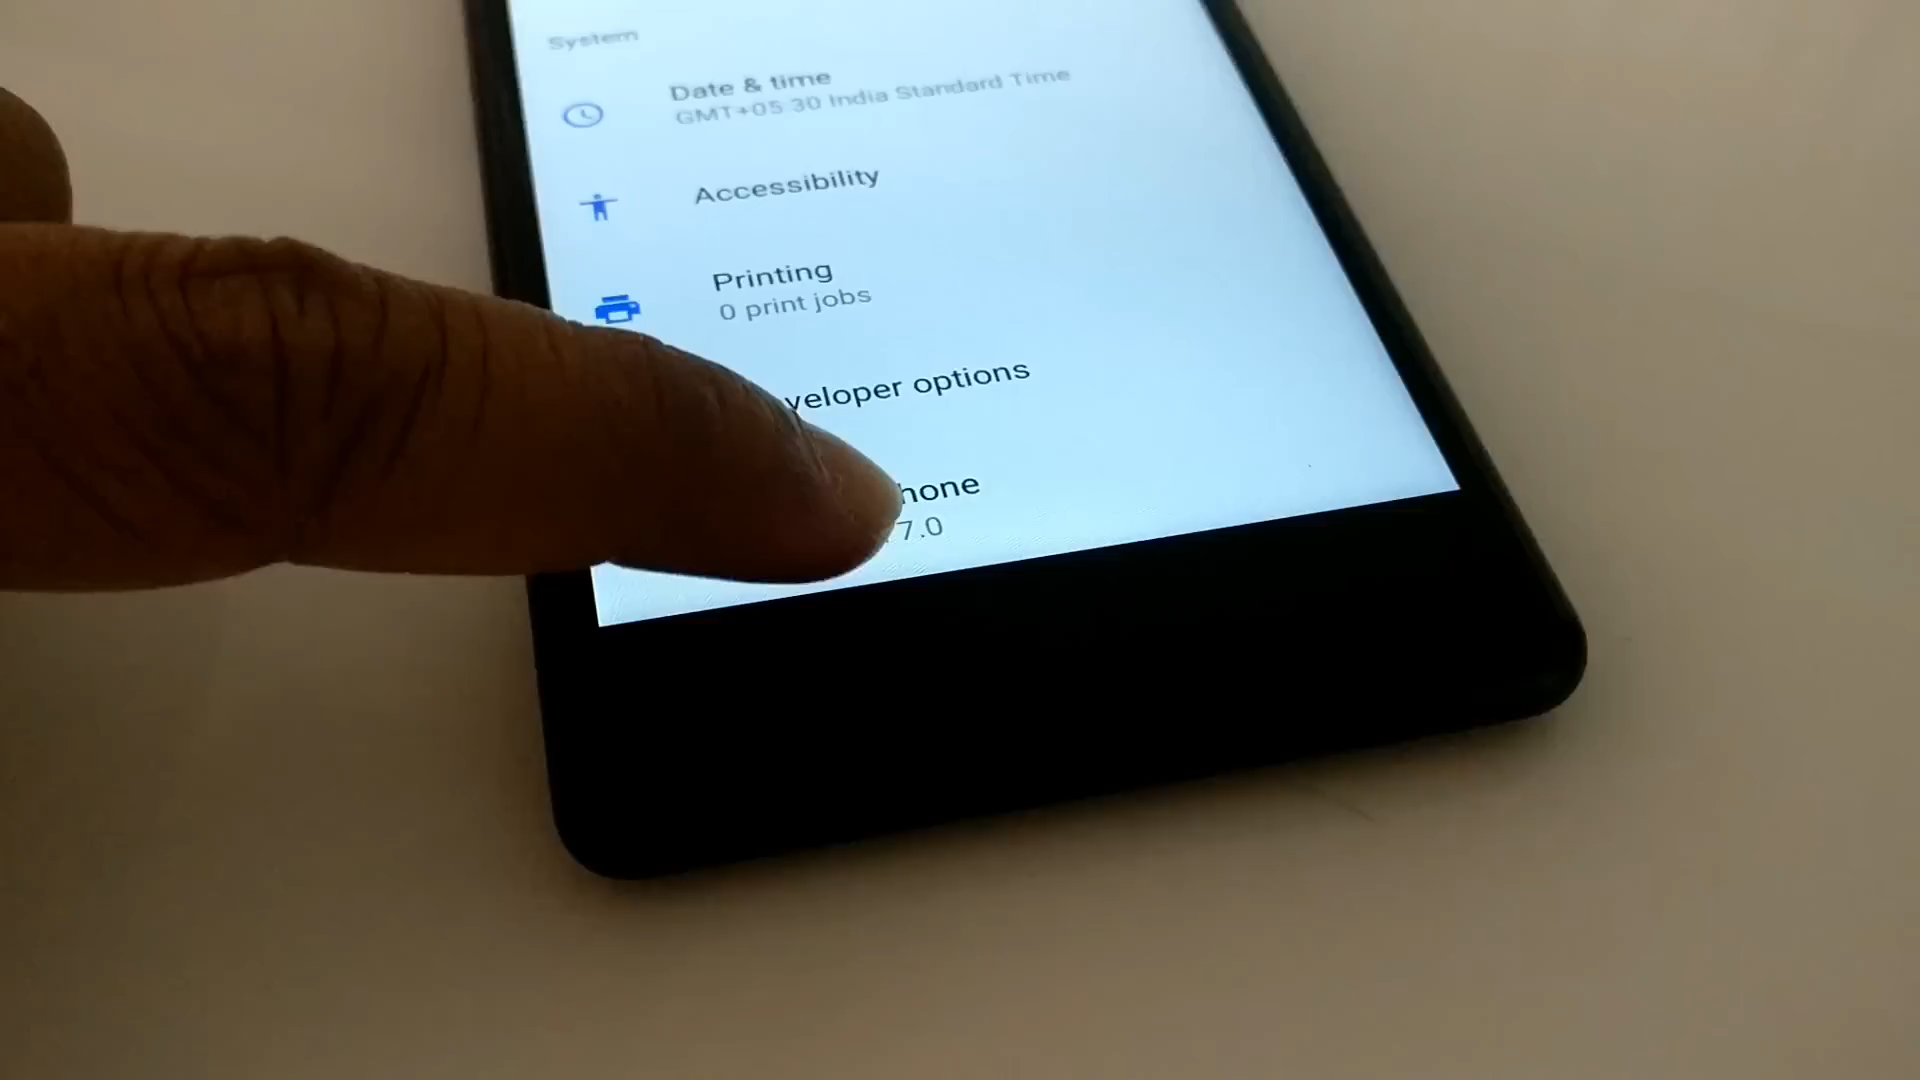 System
Date & time
GMT+05:30 India Standard Time
Accessibility
Printing
0 print jobs
veloper options
hone
7.0